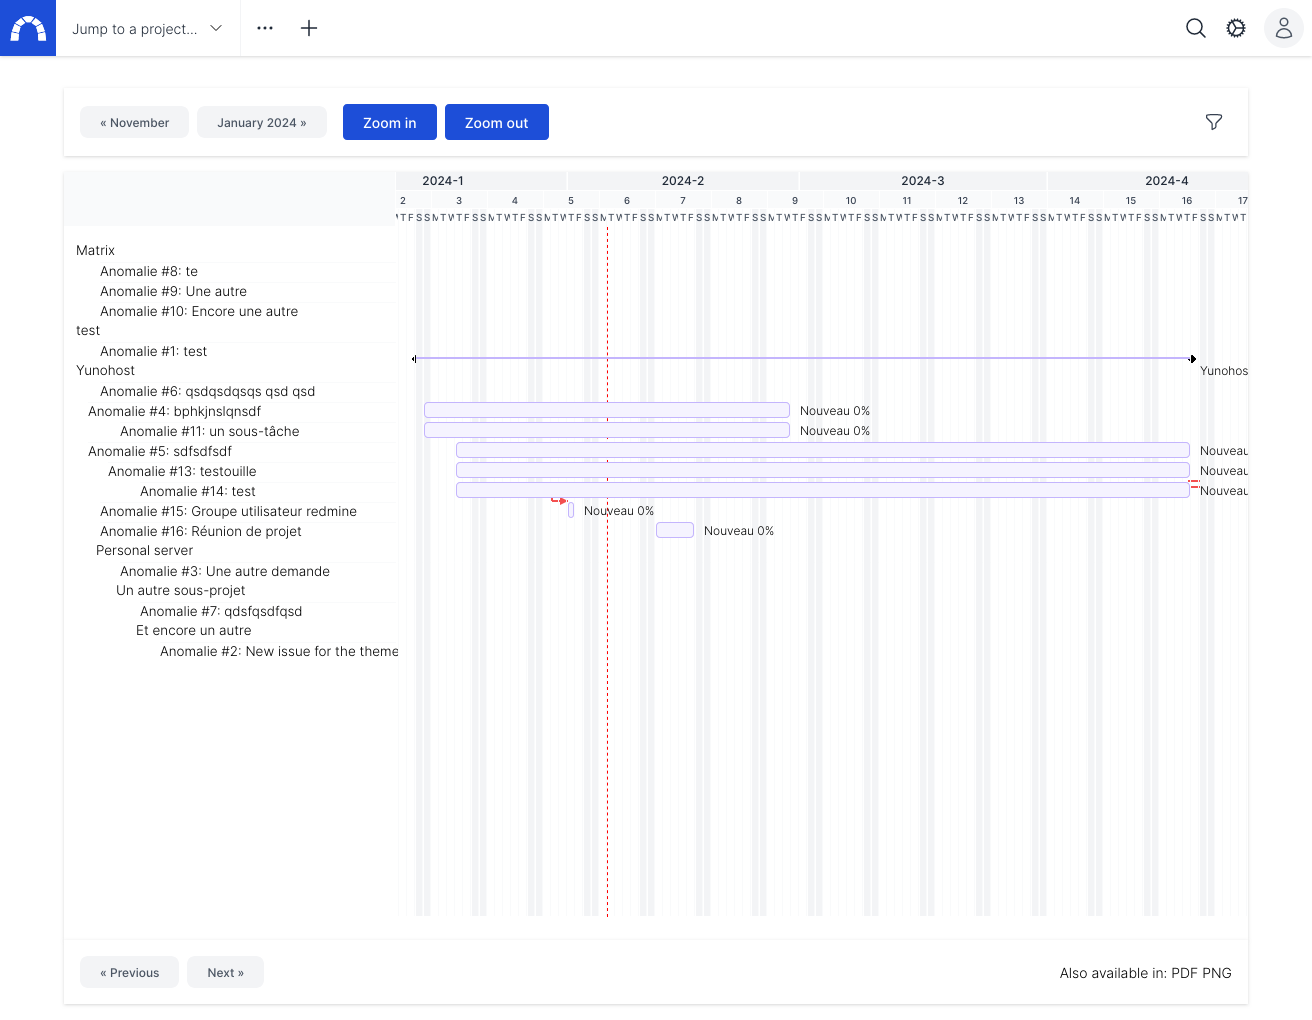 Jump to a project...
« November
January 2024 »
Zoom in
Zoom out
2024-1
2024-2
2024-3
2024-4
2 3 4 5 6 7 8 9 10 11 12 13 14 15 16 17
T F S S M T W T F S S M T W T F S S M T W T F S S M T W T F S S M T W T F S S M T W T F S S M T W T F S S M T W T F S S M T W T F S S M T W T F S S M T W T F S S M T W T F S S M T W T F S S M T W T F S S M T W T
Matrix
Anomalie #8: te
Anomalie #9: Une autre
Anomalie #10: Encore une autre
test
Anomalie #1: test
Yunohost
Yunohos
Anomalie #6: qsdqsdqsqs qsd qsd
Anomalie #4: bphkjnslqnsdf
Nouveau 0%
Anomalie #11: un sous-tâche
Nouveau 0%
Anomalie #5: sdfsdfsdf
Nouveau
Anomalie #13: testouille
Nouveau
Anomalie #14: test
Nouveau
Anomalie #15: Groupe utilisateur redmine
Nouveau 0%
Anomalie #16: Réunion de projet
Nouveau 0%
Personal server
Anomalie #3: Une autre demande
Un autre sous-projet
Anomalie #7: qdsfqsdfqsd
Et encore un autre
Anomalie #2: New issue for the theme
« Previous
Next »
Also available in: PDF PNG